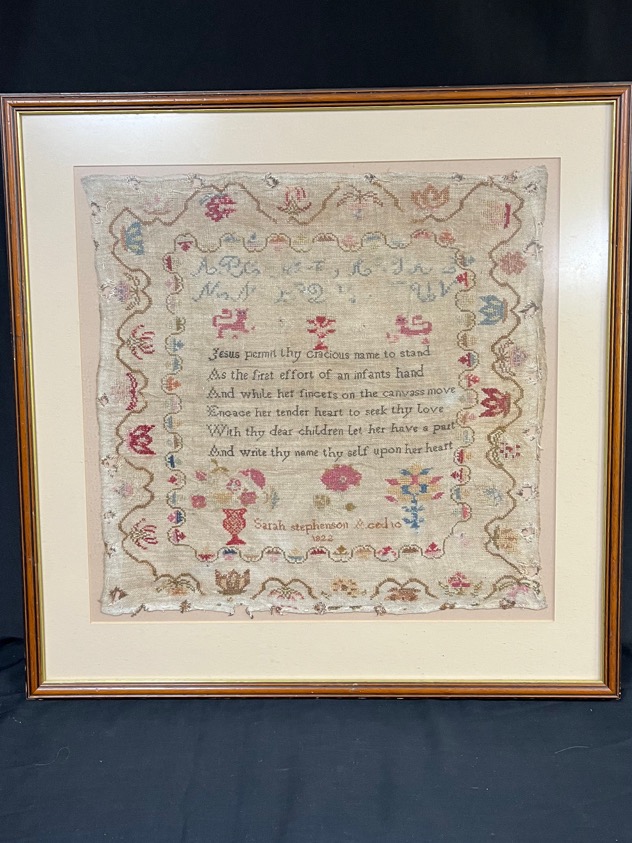 Jesus permit thy Gracious name to stand
As the first effort of an infants hand
And while her fingers on the canvass move
Engage her tender heart to seek thy love
With thy dear children let her have a part
And write thy name thy self upon her heart
Sarah stephenson Aged 10
1822